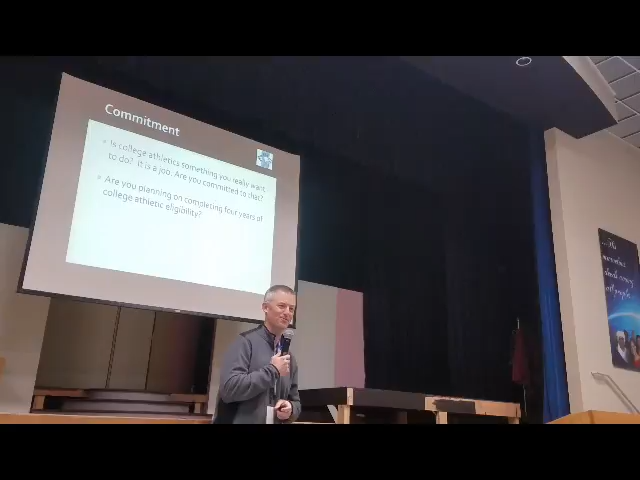 Commitment
Is college athletics something you really want
to do? It is a job. Are you committed to that?
Are you planning on completing four years of
college athletic eligibility?
...The